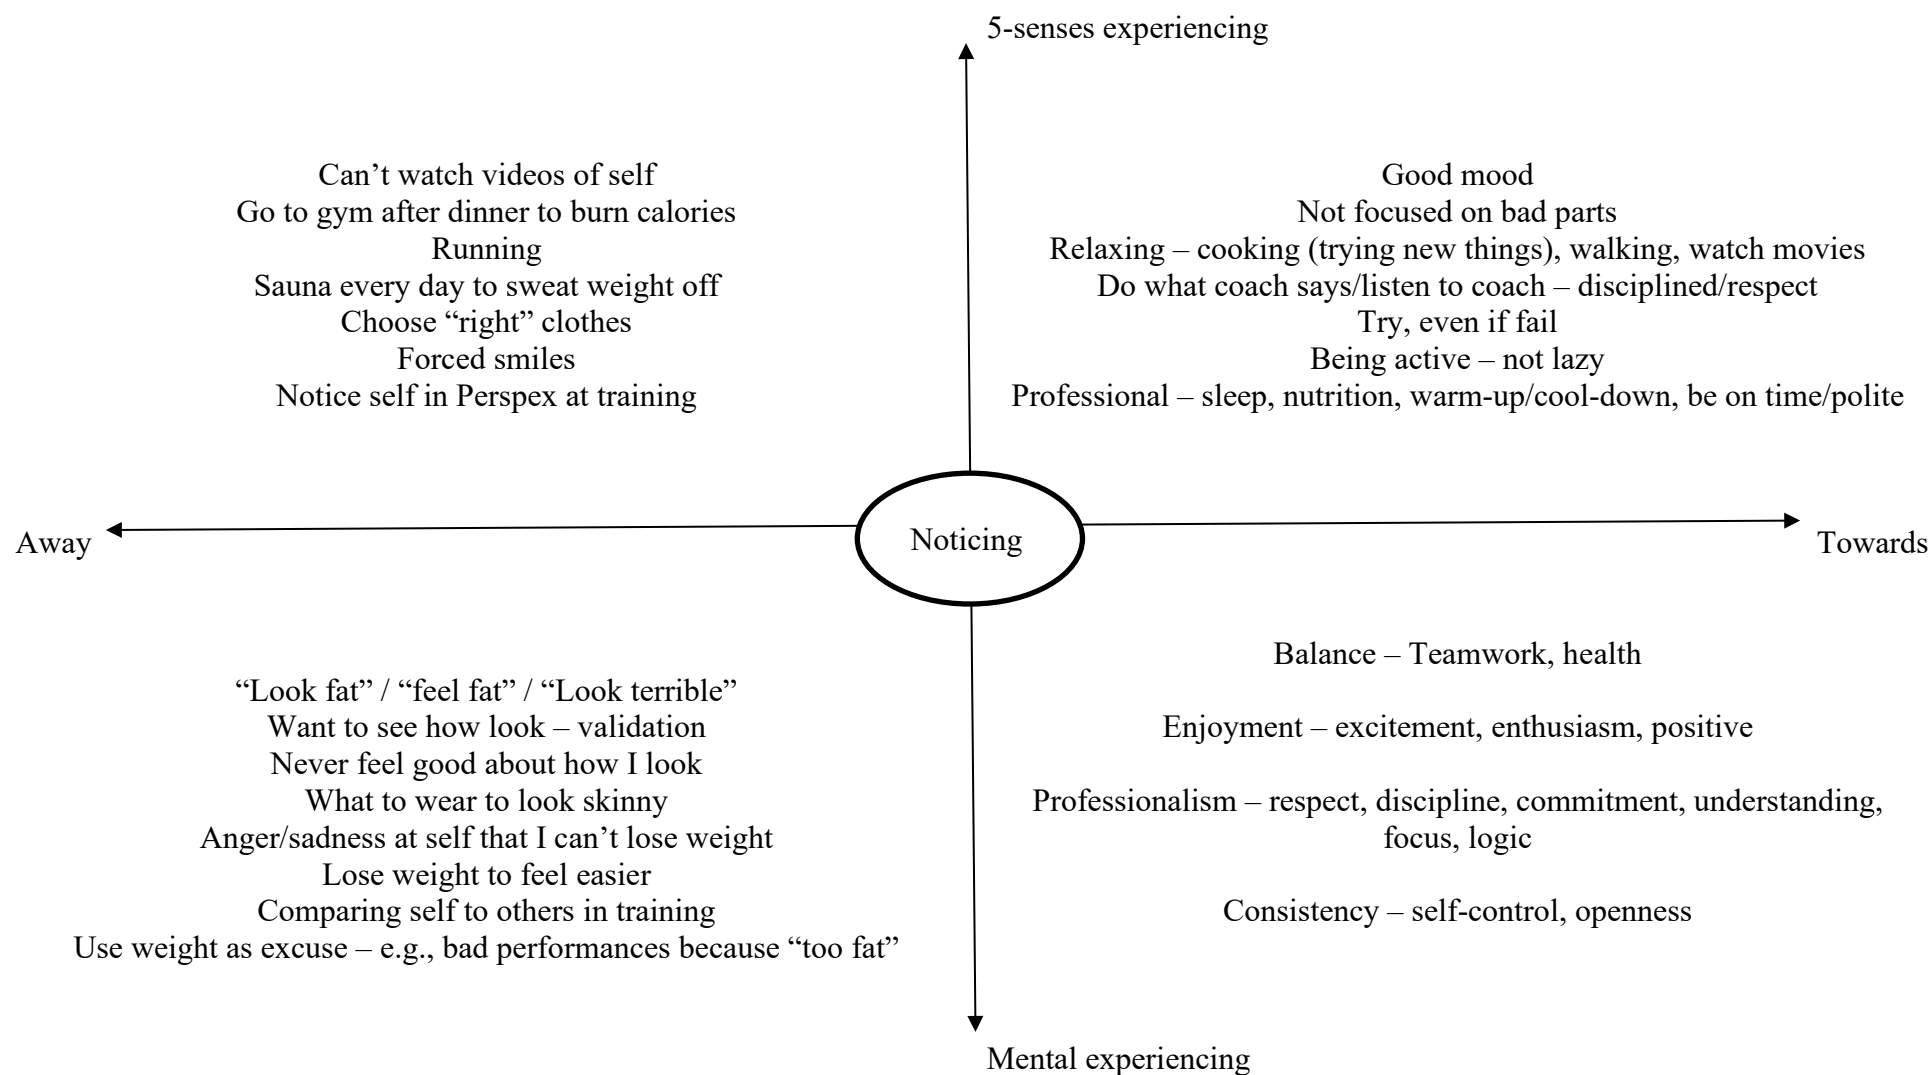 5-senses experiencing
Can’t watch videos of self
Go to gym after dinner to burn calories
Running
Sauna every day to sweat weight off
Choose “right” clothes
Forced smiles
Notice self in Perspex at training
Good mood
Not focused on bad parts
Relaxing – cooking (trying new things), walking, watch movies
Do what coach says/listen to coach – disciplined/respect
Try, even if fail
Being active – not lazy
Professional – sleep, nutrition, warm-up/cool-down, be on time/polite
Away
Noticing
Towards
“Look fat” / “feel fat” / “Look terrible”
Want to see how look – validation
Never feel good about how I look
What to wear to look skinny
Anger/sadness at self that I can’t lose weight
Lose weight to feel easier
Comparing self to others in training
Use weight as excuse – e.g., bad performances because “too fat”
Balance – Teamwork, health
Enjoyment – excitement, enthusiasm, positive
Professionalism – respect, discipline, commitment, understanding,
focus, logic
Consistency – self-control, openness
Mental experiencing